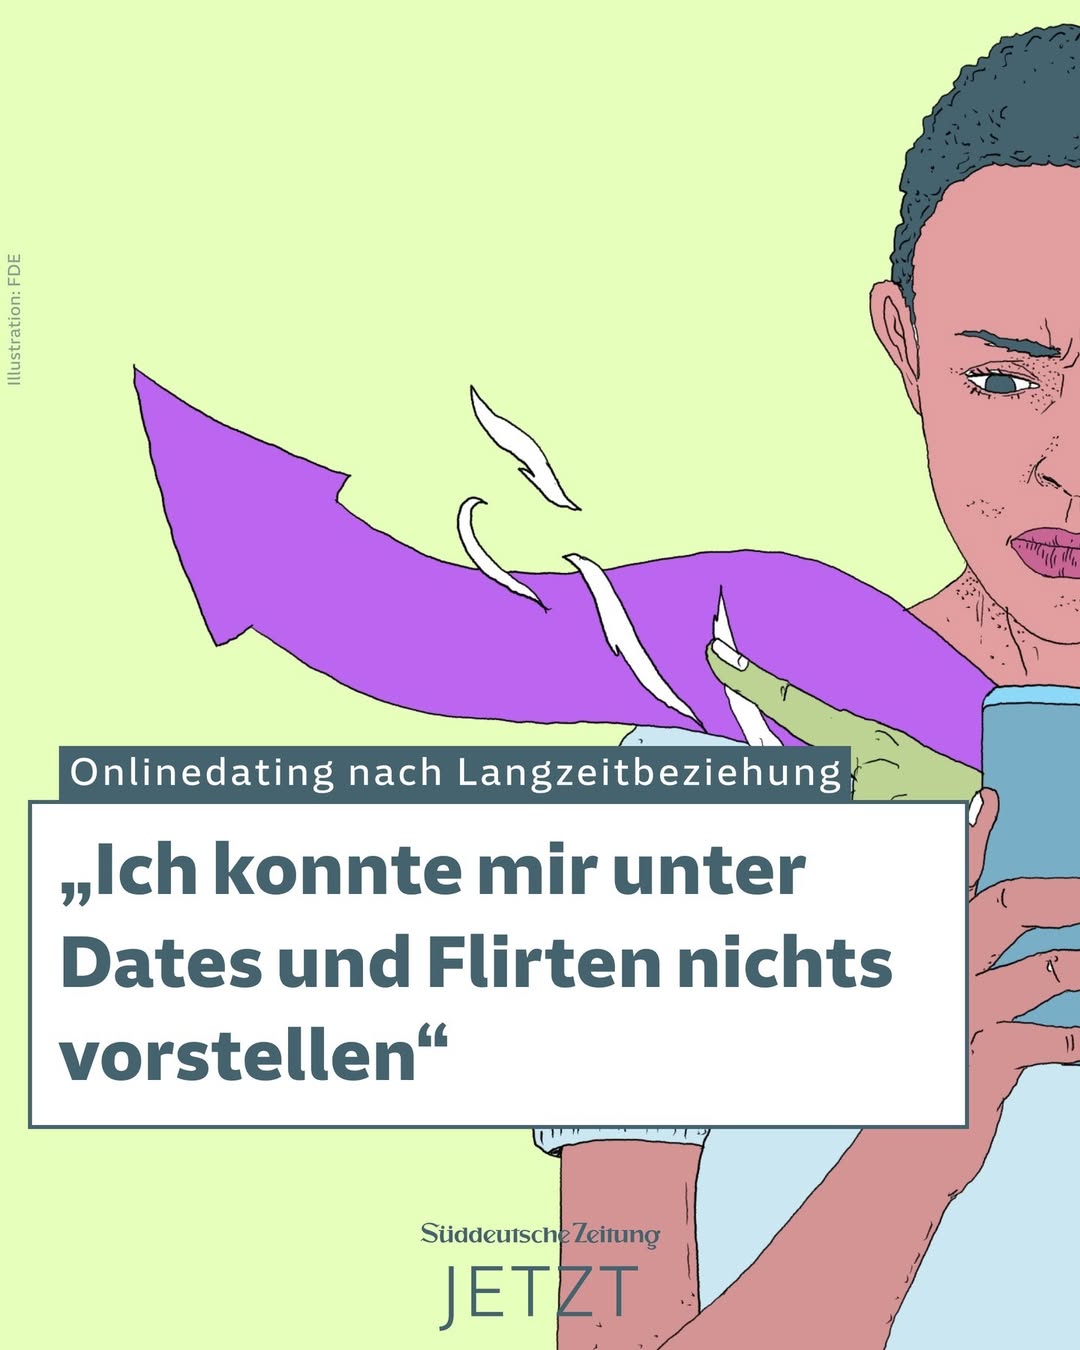 Illustration: FDE
Onlinedating nach Langzeitbeziehung
„Ich konnte mir unter
Dates und Flirten nichts
vorstellen“
Süddeutsche Zeitung
JETZT